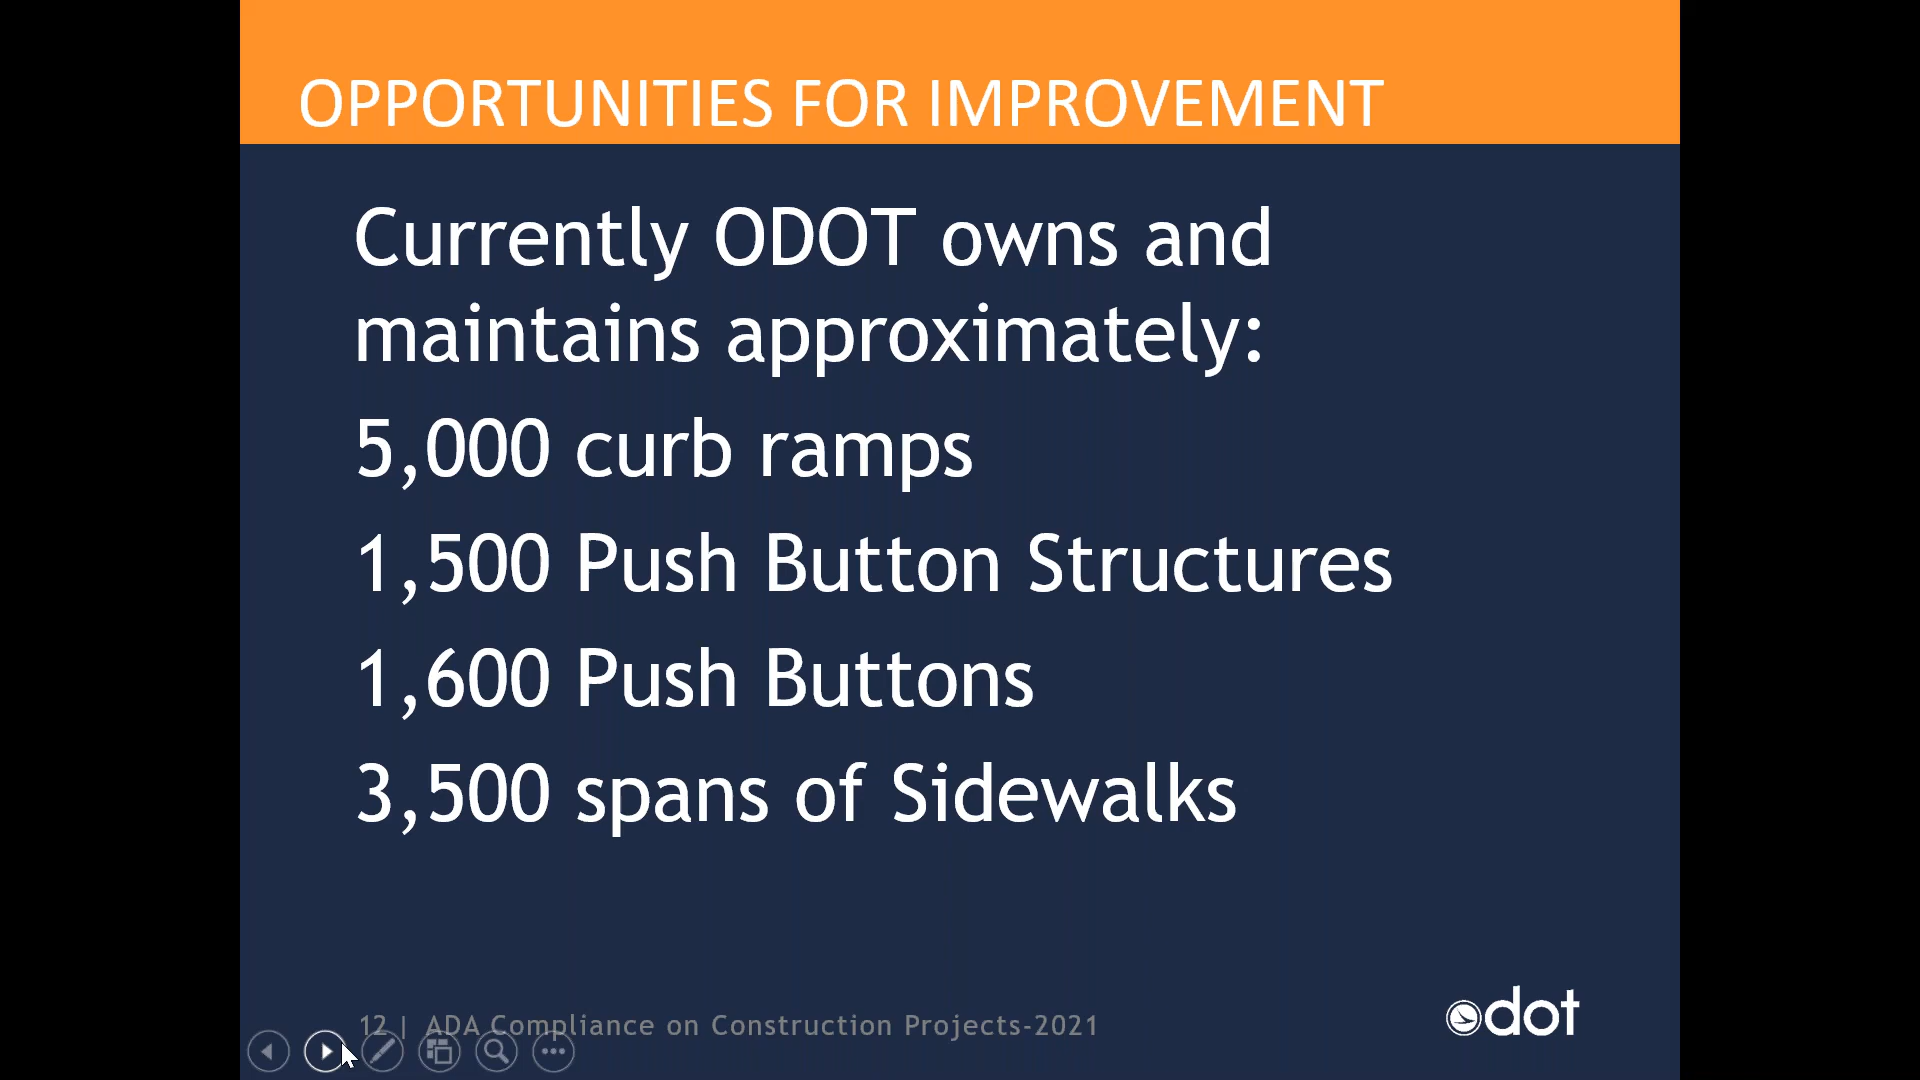 OPPORTUNITIES FOR IMPROVEMENT
Currently ODOT owns and
maintains approximately:
5,000 curb ramps
1,500 Push Button Structures
1,600 Push Buttons
3,500 spans of Sidewalks
12 | ADA Compliance on Construction Projects-2021
odot